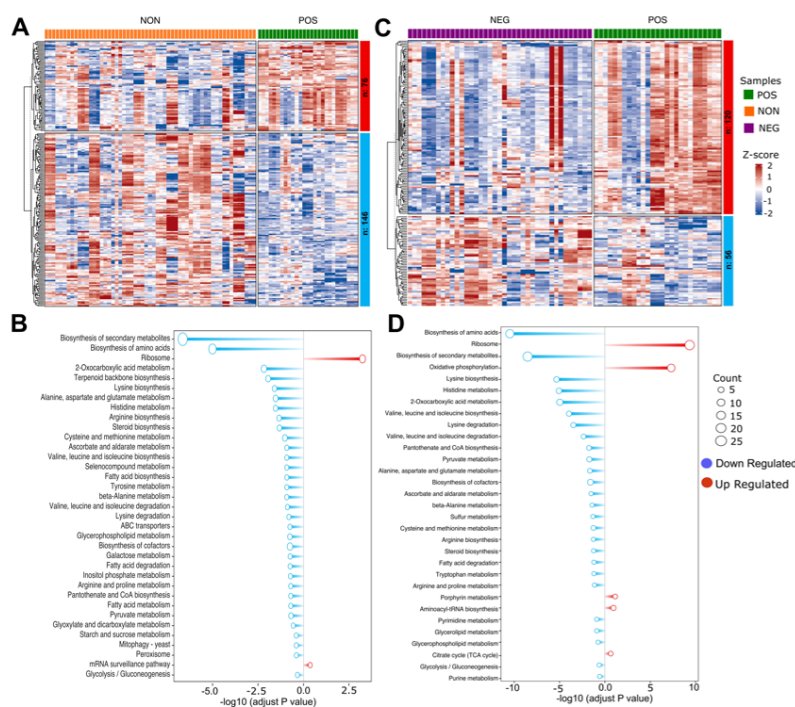 A
NON
POS
n: 76
n: 146
B
Biosynthesis of secondary metabolites
Biosynthesis of amino acids
Ribosome
2-Oxocarboxylic acid metabolism
Terpenoid backbone biosynthesis
Lysine biosynthesis
Alanine, aspartate and glutamate metabolism
Histidine metabolism
Arginine biosynthesis
Steroid biosynthesis
Cysteine and methionine metabolism
Ascorbate and aldarate metabolism
Valine, leucine and isoleucine biosynthesis
Selenocompound metabolism
Fatty acid biosynthesis
Tyrosine metabolism
beta-Alanine metabolism
Valine, leucine and isoleucine degradation
Lysine degradation
ABC transporters
Glycerophospholipid metabolism
Biosynthesis of cofactors
Galactose metabolism
Fatty acid degradation
Inositol phosphate metabolism
Arginine and proline metabolism
Pantothenate and CoA biosynthesis
Fatty acid metabolism
Pyruvate metabolism
Glyoxylate and dicarboxylate metabolism
Starch and sucrose metabolism
Mitophagy - yeast
Peroxisome
mRNA surveillance pathway
Glycolysis / Gluconeogenesis
-5.0 -2.5 0.0 2.5
-log10 (adjust P value)
C
NEG
POS
n: 120
n: 56
Samples
POS
NON
NEG
Z-score
2
1
0
-1
-2
D
Biosynthesis of amino acids
Ribosome
Biosynthesis of secondary metabolites
Oxidative phosphorylation
Lysine biosynthesis
Histidine metabolism
2-Oxocarboxylic acid metabolism
Valine, leucine and isoleucine biosynthesis
Lysine degradation
Valine, leucine and isoleucine degradation
Pantothenate and CoA biosynthesis
Pyruvate metabolism
Alanine, aspartate and glutamate metabolism
Biosynthesis of cofactors
Ascorbate and aldarate metabolism
beta-Alanine metabolism
Sulfur metabolism
Cysteine and methionine metabolism
Arginine biosynthesis
Steroid biosynthesis
Fatty acid degradation
Tryptophan metabolism
Arginine and proline metabolism
Porphyrin metabolism
Aminoacyl-tRNA biosynthesis
Pyrimidine metabolism
Glycerolipid metabolism
Glycerophospholipid metabolism
Citrate cycle (TCA cycle)
Glycolysis / Gluconeogenesis
Purine metabolism
-10 -5 0 5 10
-log10 (adjust P value)
Count
5
10
15
20
25
Down Regulated
Up Regulated